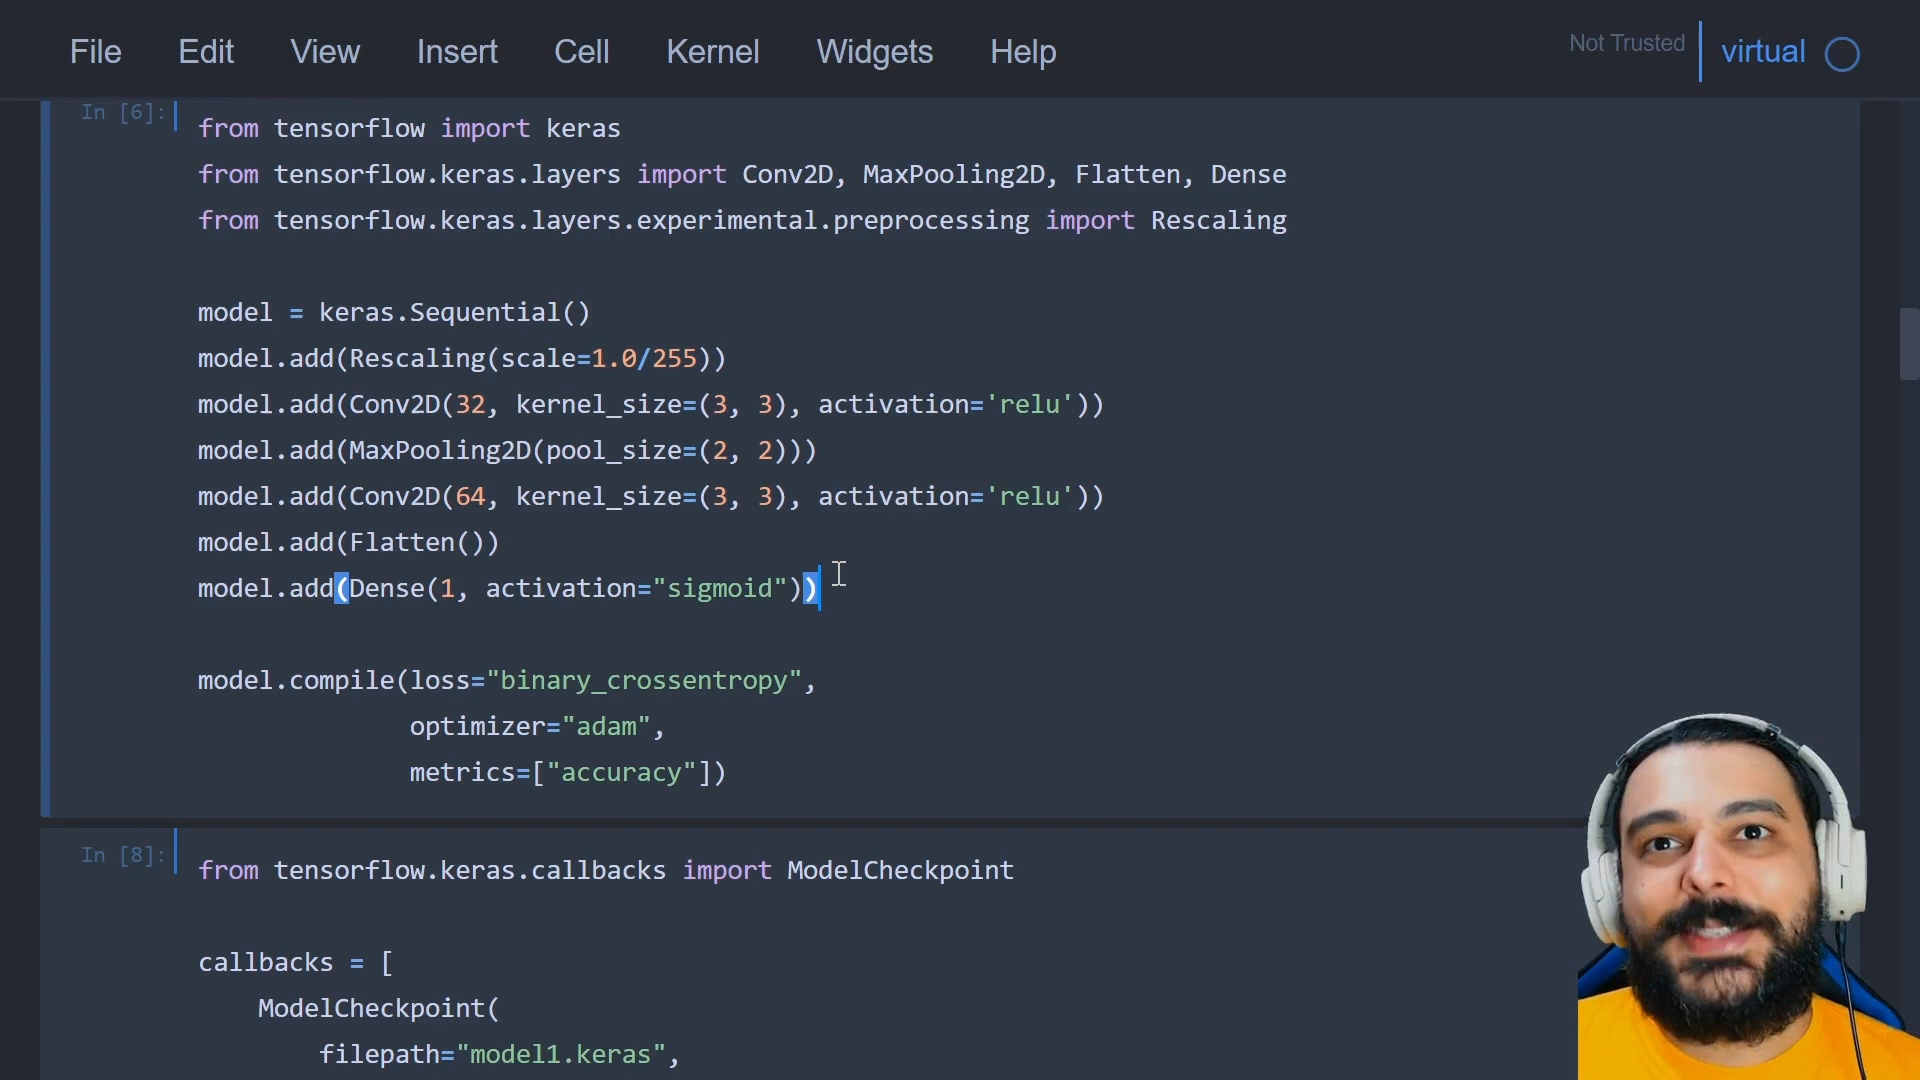 File Edit View Insert Cell Kernel Widgets Help Not Trusted virtual
In [6]:
from tensorflow import keras
from tensorflow.keras.layers import Conv2D, MaxPooling2D, Flatten, Dense
from tensorflow.keras.layers.experimental.preprocessing import Rescaling
model = keras.Sequential()
model.add(Rescaling(scale=1.0/255))
model.add(Conv2D(32, kernel_size=(3, 3), activation='relu'))
model.add(MaxPooling2D(pool_size=(2, 2)))
model.add(Conv2D(64, kernel_size=(3, 3), activation='relu'))
model.add(Flatten())
model.add(Dense(1, activation="sigmoid"))
model.compile(loss="binary_crossentropy",
optimizer="adam",
metrics=["accuracy"])
In [8]:
from tensorflow.keras.callbacks import ModelCheckpoint
callbacks = [
ModelCheckpoint(
filepath="model1.keras",